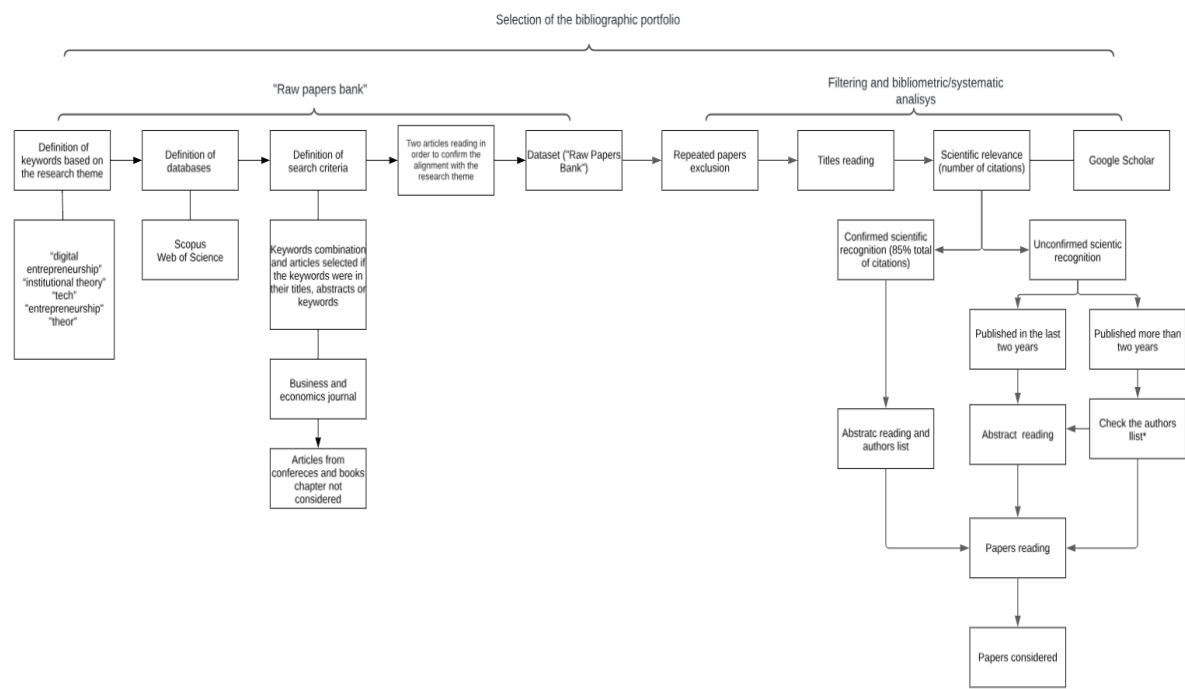 Selection of the bibliographic portfolio
"Raw papers bank"
Filtering and bibliometric/systematic
analisys
Definition of
keywords based on
the research theme
Definition of
databases
Definition of
search criteria
Two articles reading in
order to confirm the
alignment with the
research theme
Dataset ("Raw Papers
Bank")
Repeated papers
exclusion
Titles reading
Scientific relevance
(number of citations)
Google Scholar
“digital
entrepreneurship”
“institutional theory”
"tech"
"entrepreneurship"
"theor"
Scopus
Web of Science
Keywords combination
and articles selected if
the keywords were in
their titles, abstracts or
keywords
Business and
economics journal
Articles from
confereces and books
chapter not
considered
Confirmed scientific
recognition (85% total
of citations)
Unconfirmed scientic
recognition
Published in the last
two years
Published more than
two years
Abstratc reading and
authors list
Abstract reading
Check the authors
llist*
Papers reading
Papers considered